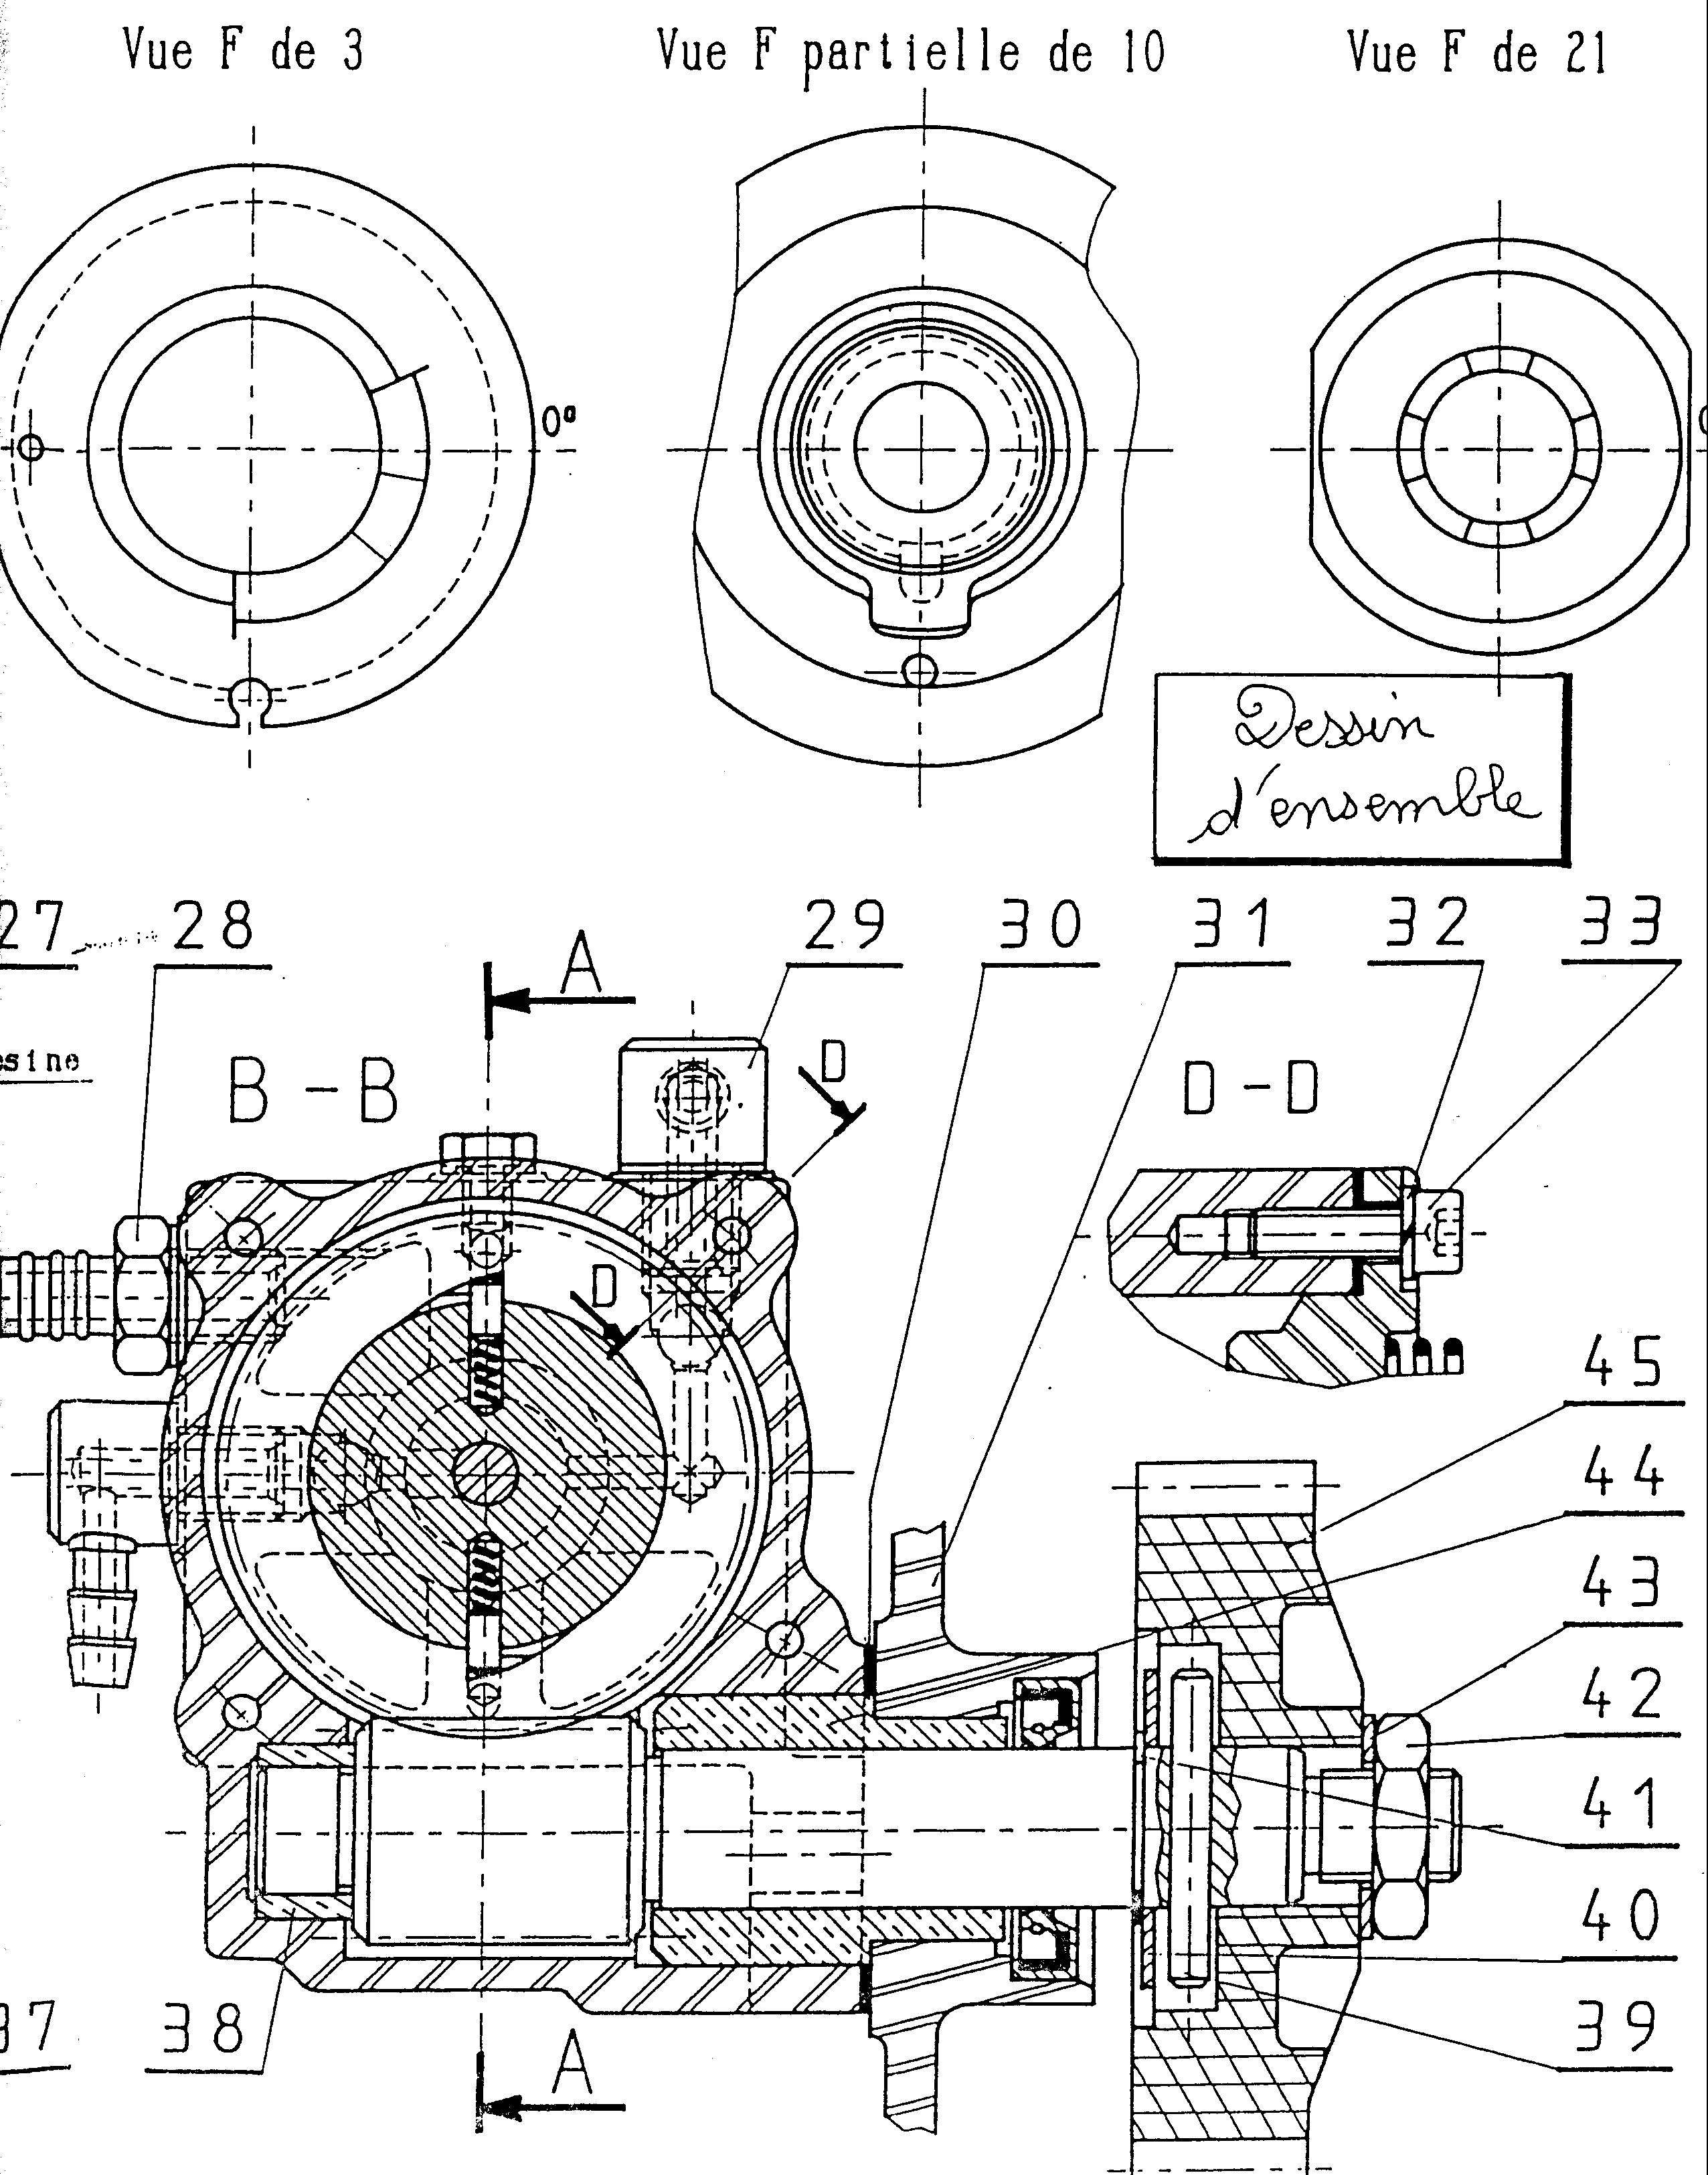 Vue F de 3
Vue F partielle de 10
Vue F de 21
0°
Dessin
d'ensemble
27
28
29
30
31
32
33
A
B - B
D
D - D
D
45
44
43
42
41
40
39
38
A